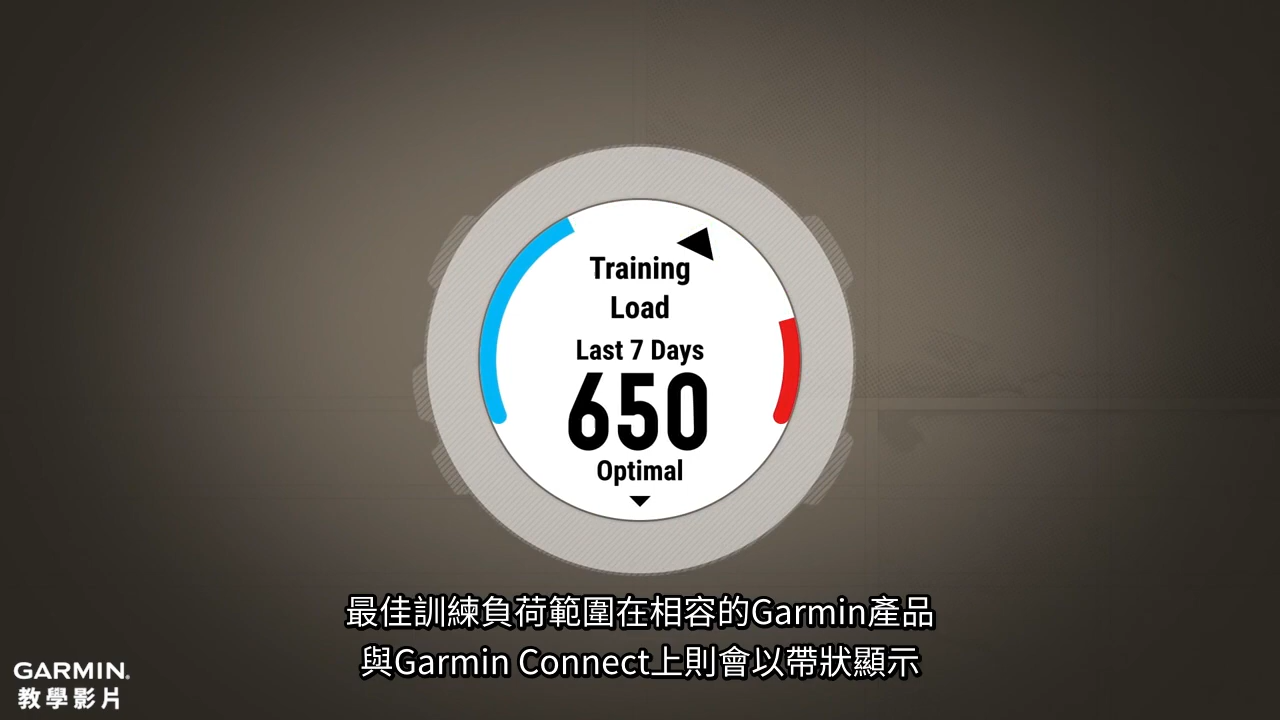 Training
Load
Last 7 Days
650
Optimal
最佳訓練負荷範圍在相容的Garmin產品
與Garmin Connect上則會以帶狀顯示
GARMIN.
教學影片